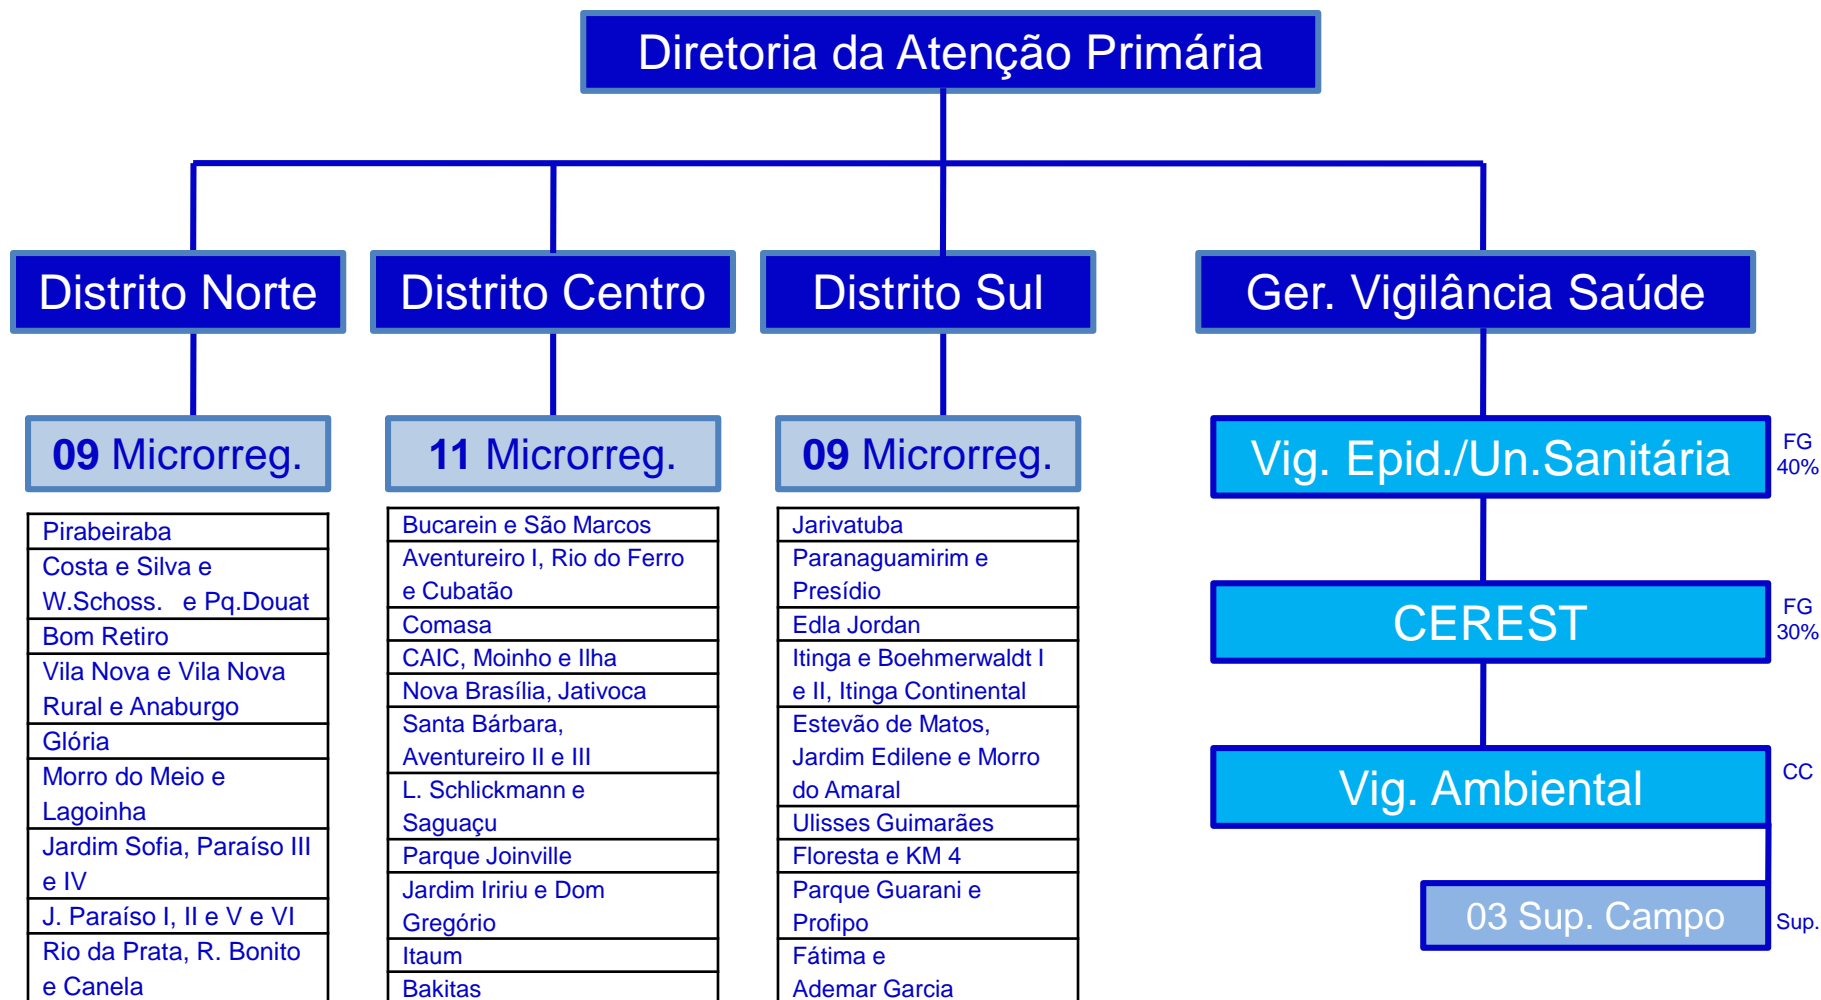 Diretoria da Atenção Primária
Distrito Norte
Distrito Centro
Distrito Sul
Ger. Vigilância Saúde
09 Microrreg.
Pirabeiraba
Costa e Silva e
W.Schoss. e Pq.Douat
Bom Retiro
Vila Nova e Vila Nova
Rural e Anaburgo
Glória
Morro do Meio e
Lagoinha
Jardim Sofia, Paraíso III
e IV
J. Paraíso I, II e V e VI
Rio da Prata, R. Bonito
e Canela
11 Microrreg.
Bucarein e São Marcos
Aventureiro I, Rio do Ferro
e Cubatão
Comasa
CAIC, Moinho e Ilha
Nova Brasília, Jativoca
Santa Bárbara,
Aventureiro II e III
L. Schlickmann e
Saguaçu
Parque Joinville
Jardim Iririu e Dom
Gregório
Itaum
Bakitas
09 Microrreg.
Jarivatuba
Paranaguamirim e
Presídio
Edla Jordan
Itinga e Boehmerwaldt I
e II, Itinga Continental
Estevão de Matos,
Jardim Edilene e Morro
do Amaral
Ulisses Guimarães
Floresta e KM 4
Parque Guarani e
Profipo
Fátima e
Ademar Garcia
Vig. Epid./Un.Sanitária
FG
40%
CEREST
FG
30%
Vig. Ambiental
CC
03 Sup. Campo
Sup.